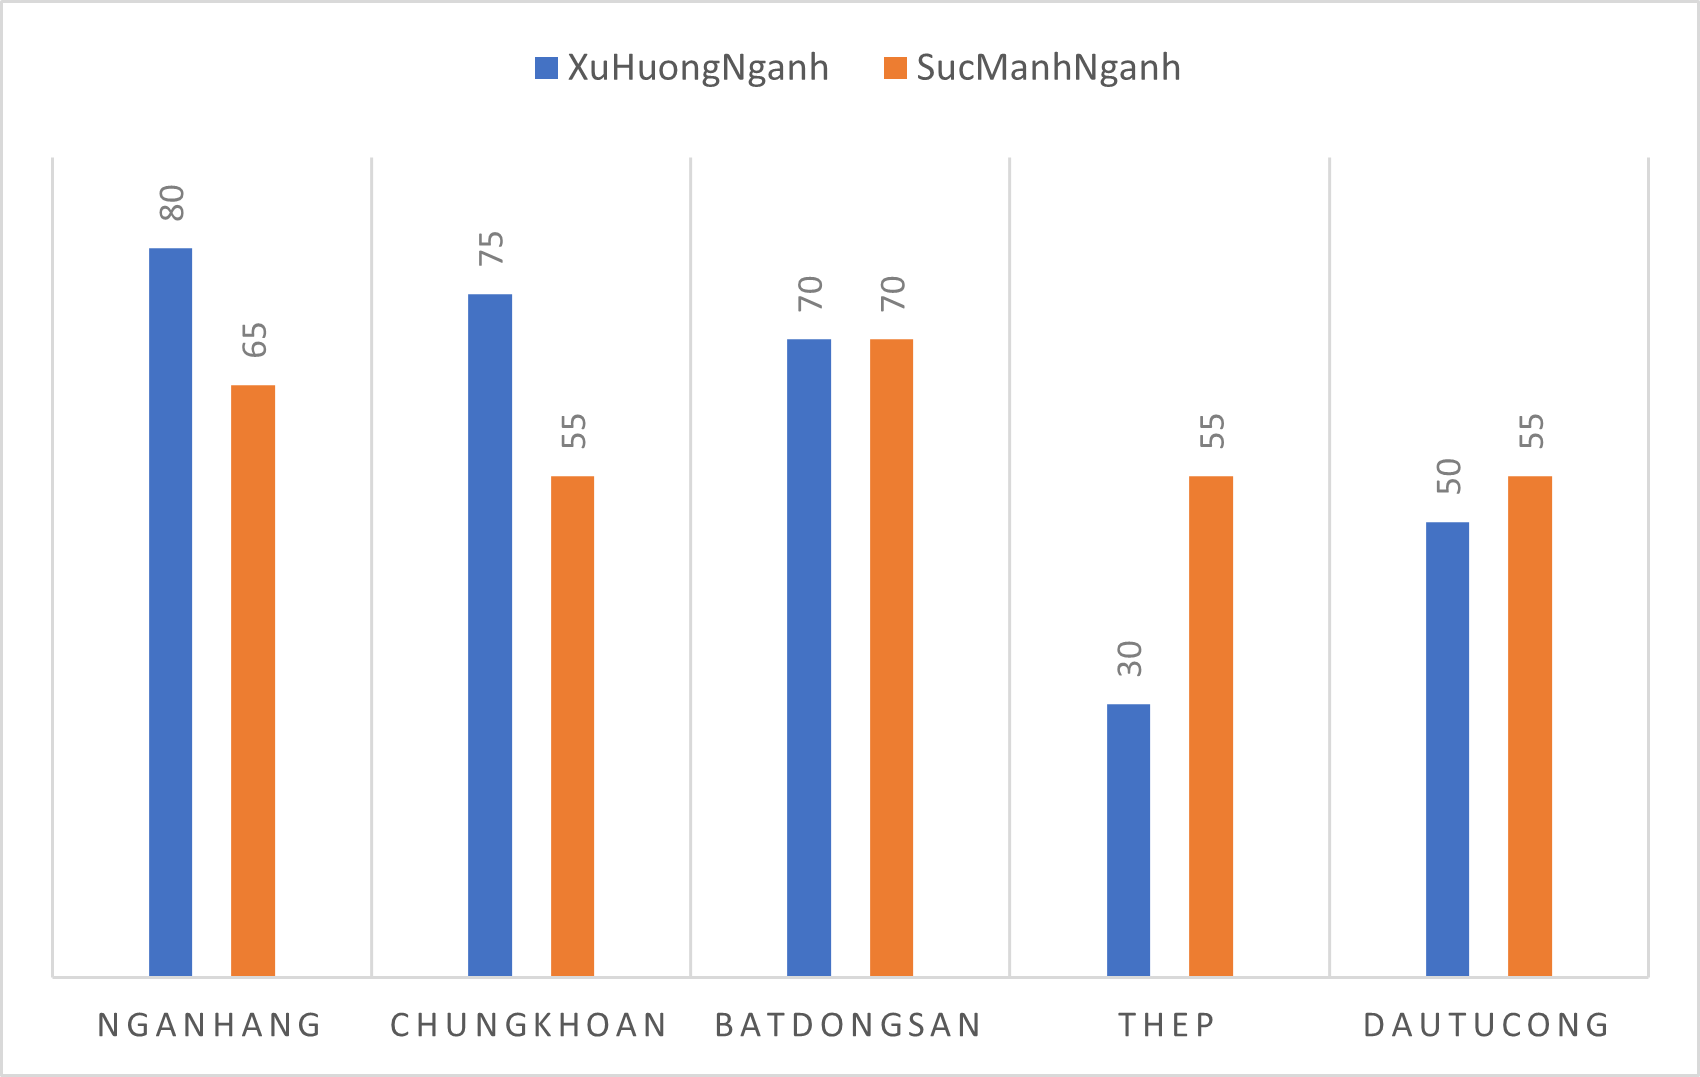 XuHuongNganh SucManhNganh
80 65 75 55 70 70 30 55 50 55
NGANHANG CHUNGKHOAN BATDONGSAN THEP DAUTUCONG